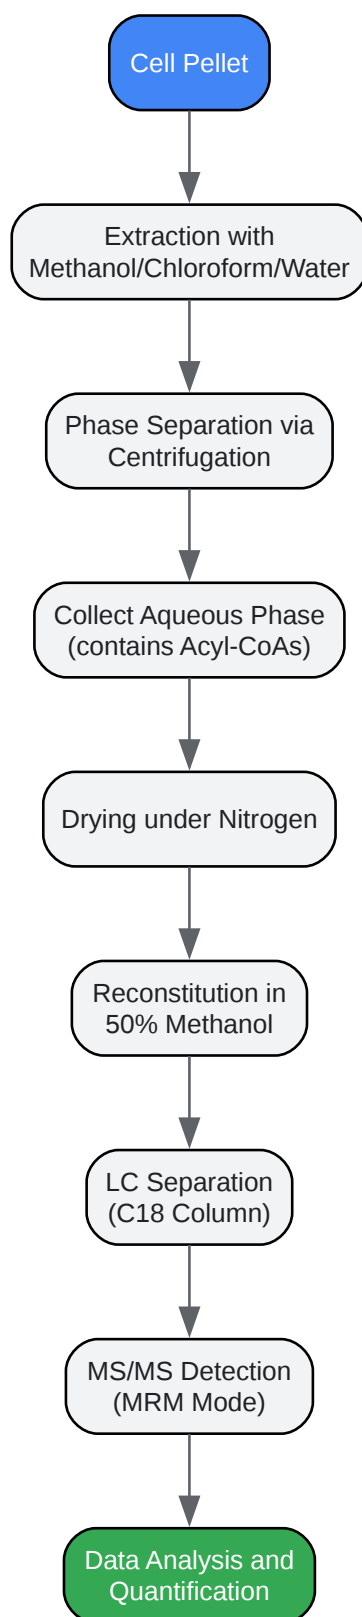 Cell Pellet
Extraction with
Methanol/Chloroform/Water
Phase Separation via
Centrifugation
Collect Aqueous Phase
(contains Acyl-CoAs)
Drying under Nitrogen
Reconstitution in
50% Methanol
LC Separation
(C18 Column)
MS/MS Detection
(MRM Mode)
Data Analysis and
Quantification